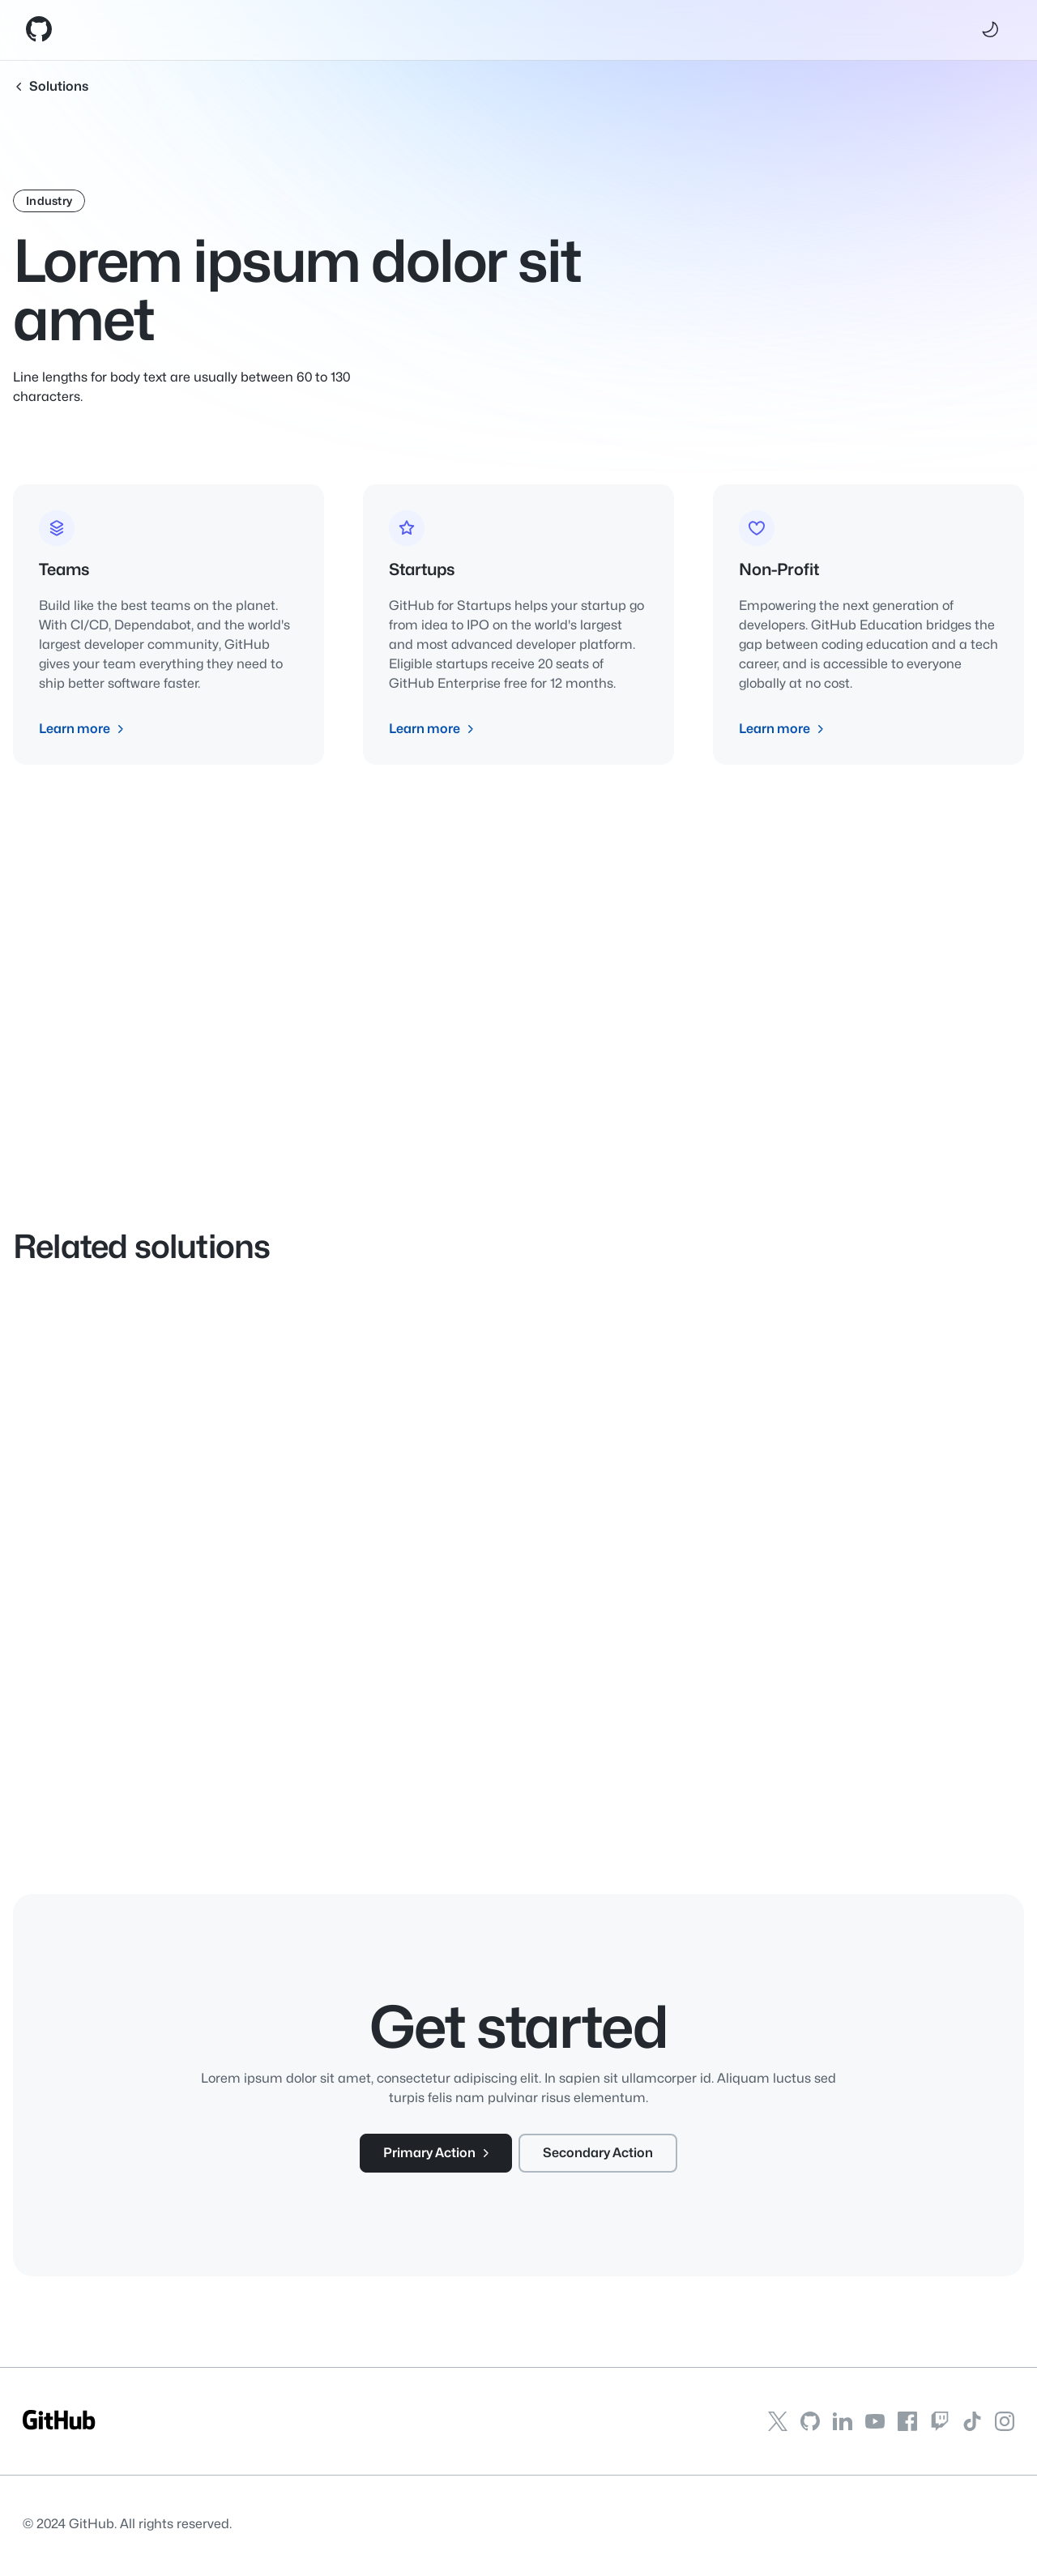 Solutions
Industry
Lorem ipsum dolor sit
amet
Line lengths for body text are usually between 60 to 130
characters.
Teams
Build like the best teams on the planet.
With CI/CD, Dependabot, and the world's
largest developer community, GitHub
gives your team everything they need to
ship better software faster.
Learn more
Startups
GitHub for Startups helps your startup go
from idea to IPO on the world's largest
and most advanced developer platform.
Eligible startups receive 20 seats of
GitHub Enterprise free for 12 months.
Learn more
Non-Profit
Empowering the next generation of
developers. GitHub Education bridges the
gap between coding education and a tech
career, and is accessible to everyone
globally at no cost.
Learn more
Related solutions
Get started
Lorem ipsum dolor sit amet, consectetur adipiscing elit. In sapien sit ullamcorper id. Aliquam luctus sed
turpis felis nam pulvinar risus elementum.
Primary Action
Secondary Action
GitHub
© 2024 GitHub. All rights reserved.